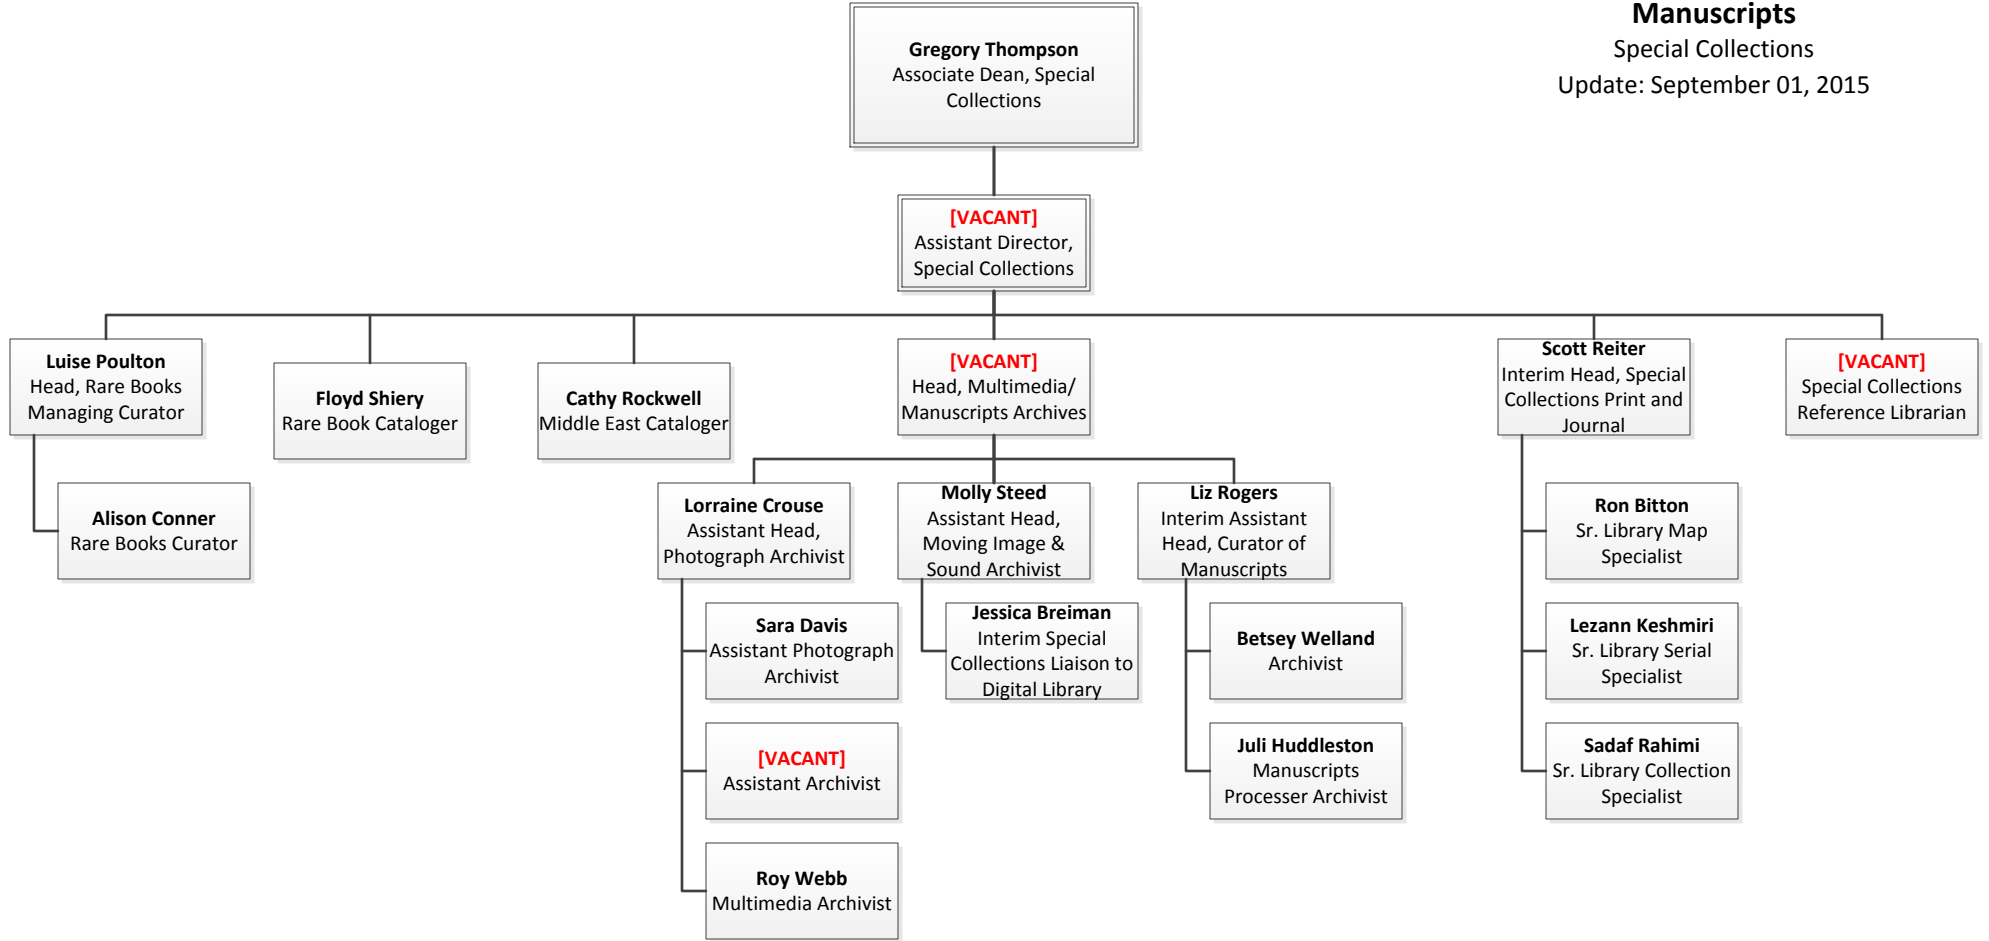 Manuscripts
Special Collections
Update: September 01, 2015
Gregory Thompson
Associate Dean, Special
Collections
[VACANT]
Assistant Director,
Special Collections
Luise Poulton
Head, Rare Books
Managing Curator
Floyd Shiery
Rare Book Cataloger
Cathy Rockwell
Middle East Cataloger
[VACANT]
Head, Multimedia/
Manuscripts Archives
Scott Reiter
Interim Head, Special
Collections Print and
Journal
[VACANT]
Special Collections
Reference Librarian
Alison Conner
Rare Books Curator
Lorraine Crouse
Assistant Head,
Photograph Archivist
Molly Steed
Assistant Head,
Moving Image &
Sound Archivist
Liz Rogers
Interim Assistant
Head, Curator of
Manuscripts
Ron Bitton
Sr. Library Map
Specialist
Sara Davis
Assistant Photograph
Archivist
Jessica Breiman
Interim Special
Collections Liaison to
Digital Library
Betsey Welland
Archivist
Lezann Keshmiri
Sr. Library Serial
Specialist
[VACANT]
Assistant Archivist
Juli Huddleston
Manuscripts
Processer Archivist
Sadaf Rahimi
Sr. Library Collection
Specialist
Roy Webb
Multimedia Archivist